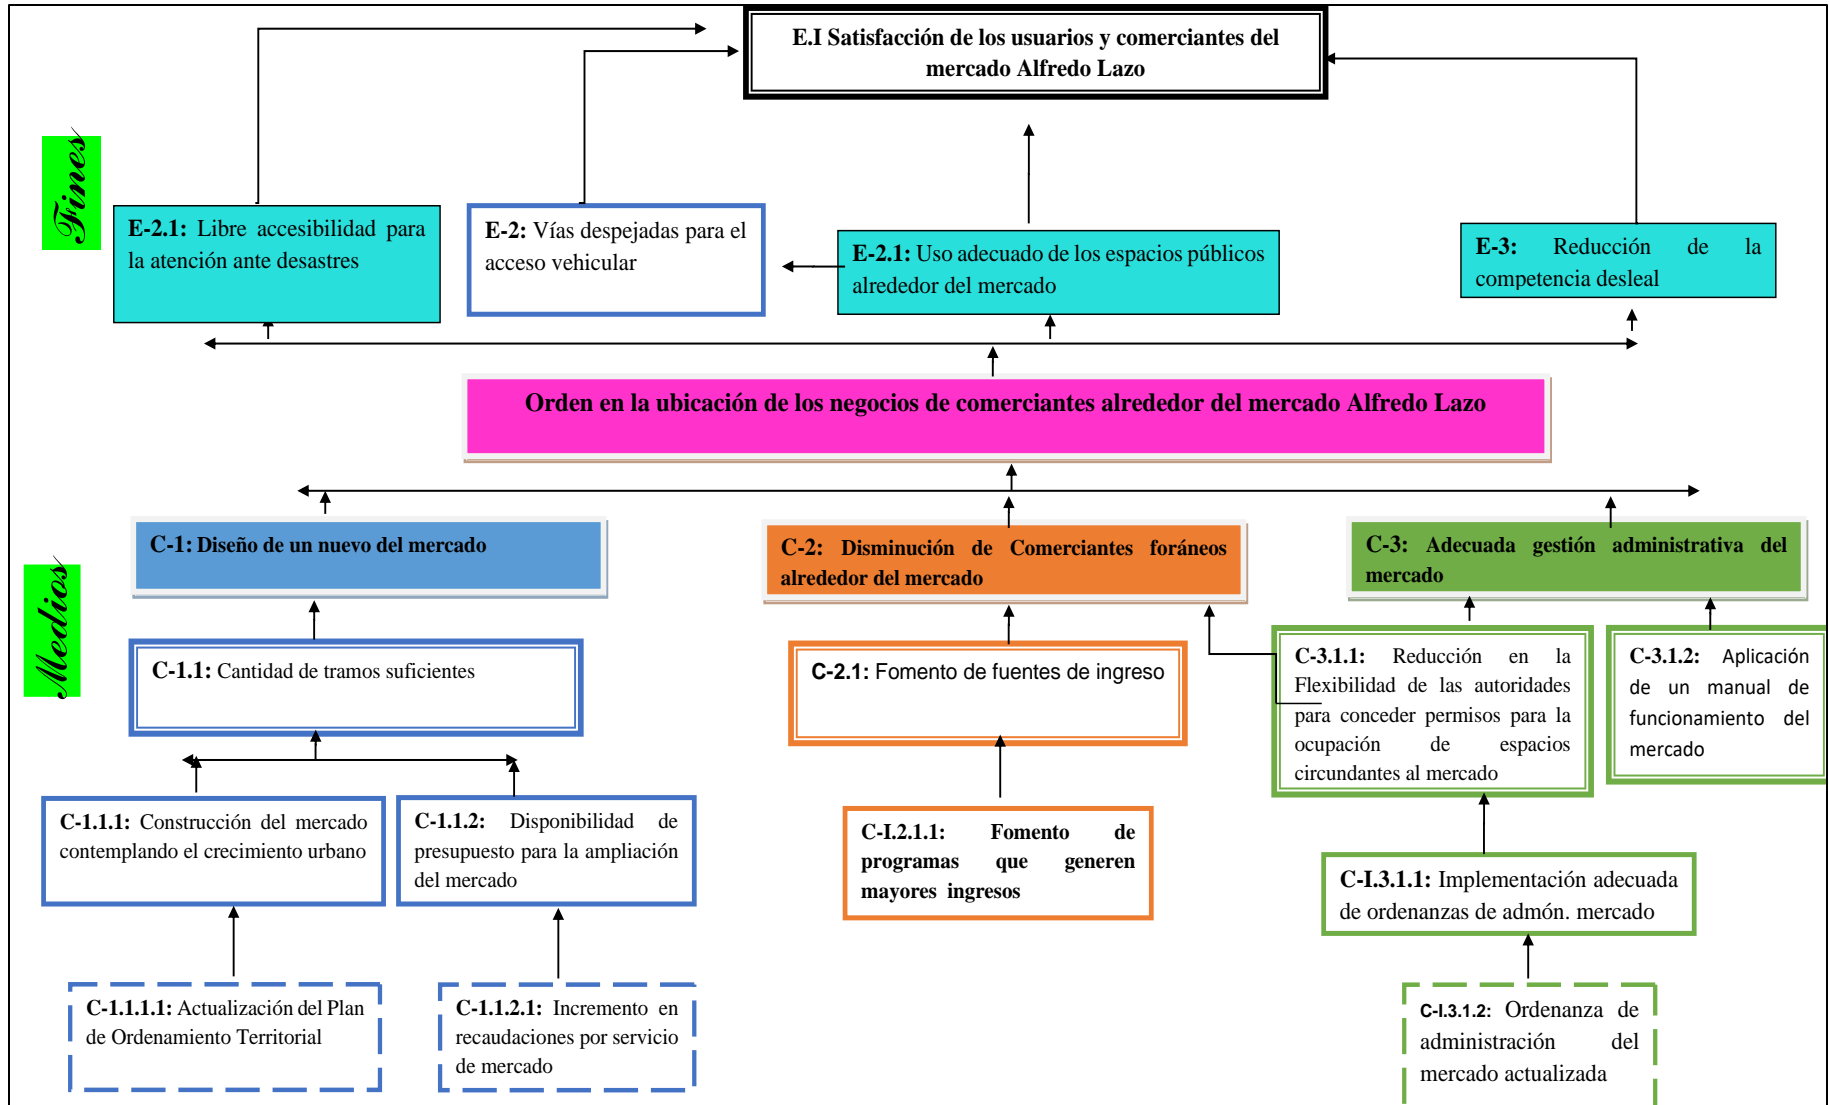 E.I Satisfacción de los usuarios y comerciantes del
mercado Alfredo Lazo
Fines
E-2.1: Libre accesibilidad para
la atención ante desastres
E-2: Vías despejadas para el
acceso vehicular
E-2.1: Uso adecuado de los espacios públicos
alrededor del mercado
E-3: Reducción de la
competencia desleal
Orden en la ubicación de los negocios de comerciantes alrededor del mercado Alfredo Lazo
Medios
C-1: Diseño de un nuevo del mercado
C-2: Disminución de Comerciantes foráneos
alrededor del mercado
C-3: Adecuada gestión administrativa del
mercado
C-1.1: Cantidad de tramos suficientes
C-2.1: Fomento de fuentes de ingreso
C-3.1.1: Reducción en la
Flexibilidad de las autoridades
para conceder permisos para la
ocupación de espacios
circundantes al mercado
C-3.1.2: Aplicación
de un manual de
funcionamiento del
mercado
C-1.1.1: Construcción del mercado
contemplando el crecimiento urbano
C-1.1.2: Disponibilidad de
presupuesto para la ampliación
del mercado
C-I.2.1.1: Fomento de
programas que generen
mayores ingresos
C-I.3.1.1: Implementación adecuada
de ordenanzas de admón. mercado
C-1.1.1.1: Actualización del Plan
de Ordenamiento Territorial
C-1.1.2.1: Incremento en
recaudaciones por servicio
de mercado
C-I.3.1.2: Ordenanza de
administración del
mercado actualizada